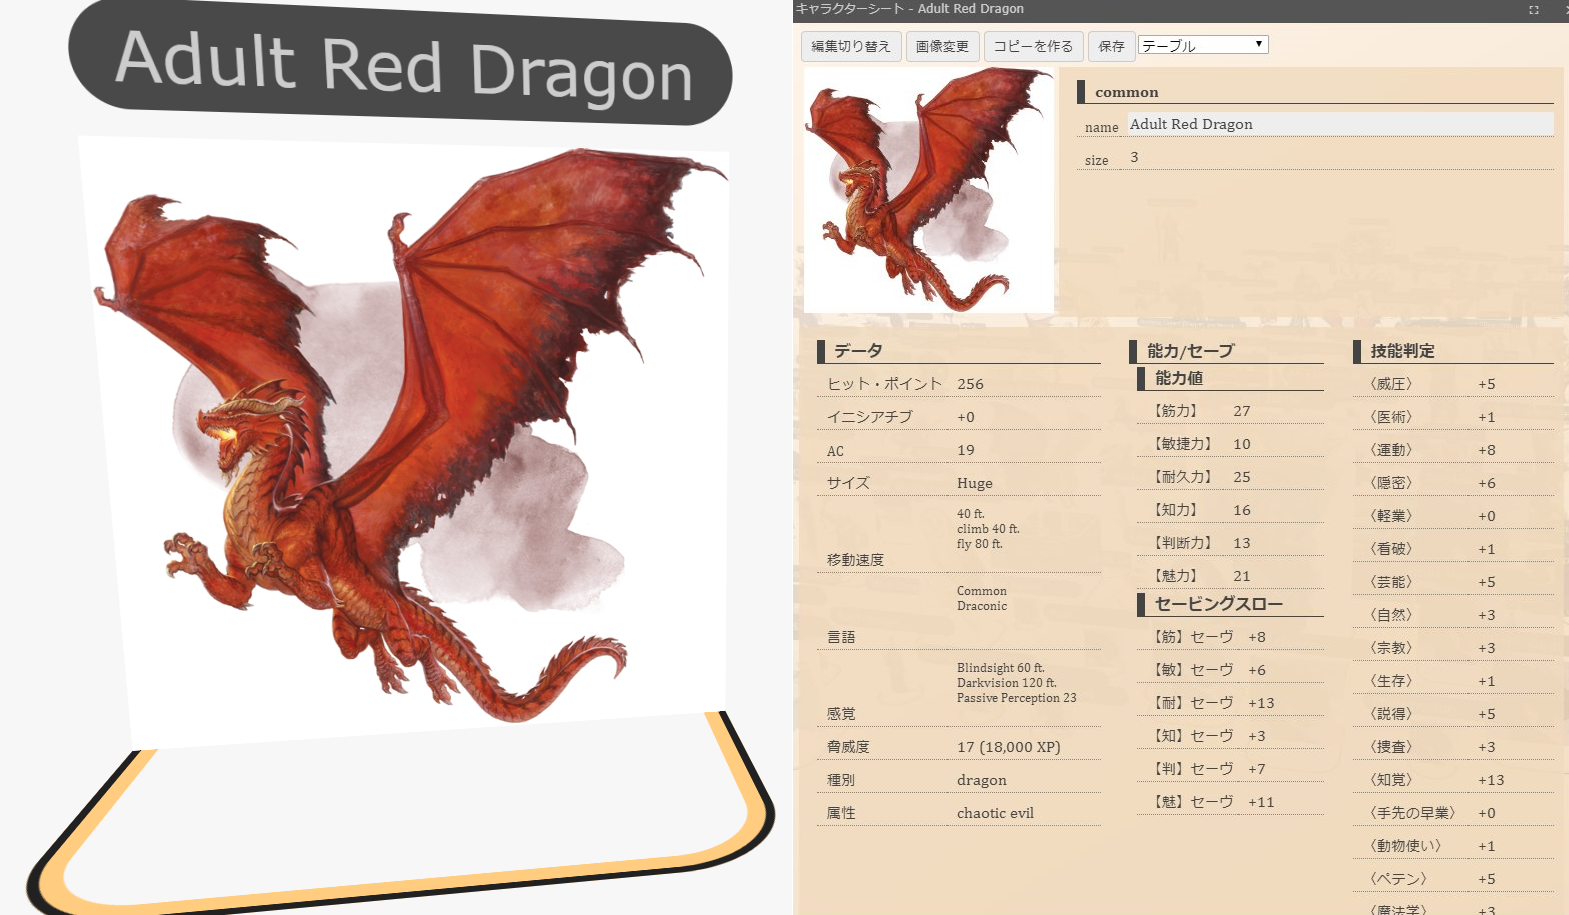 Adult Red Dragon
キャラクターシート - Adult Red Dragon
編集切り替え 画像変更 コピーを作る 保存 テーブル
common
name Adult Red Dragon
size 3
データ
ヒット・ポイント 256
イニシアチブ +0
AC 19
サイズ Huge
40 ft.
climb 40 ft.
fly 80 ft.
移動速度
Common
Draconic
言語
Blindsight 60 ft.
Darkvision 120 ft.
Passive Perception 23
感覚
脅威度 17 (18,000 XP)
種別 dragon
属性 chaotic evil
能力/セーブ
能力値
【筋力】 27
【敏捷力】 10
【耐久力】 25
【知力】 16
【判断力】 13
【魅力】 21
セービングスロー
【筋】セーヴ +8
【敏】セーヴ +6
【耐】セーヴ +13
【知】セーヴ +3
【判】セーヴ +7
【魅】セーヴ +11
技能判定
〈威圧〉 +5
〈医術〉 +1
〈運動〉 +8
〈隠密〉 +6
〈軽業〉 +0
〈看破〉 +1
〈芸能〉 +5
〈自然〉 +3
〈宗教〉 +3
〈生存〉 +1
〈説得〉 +5
〈捜査〉 +3
〈知覚〉 +13
〈手先の早業〉 +0
〈動物使い〉 +1
〈ペテン〉 +5
〈魔法学〉 +3